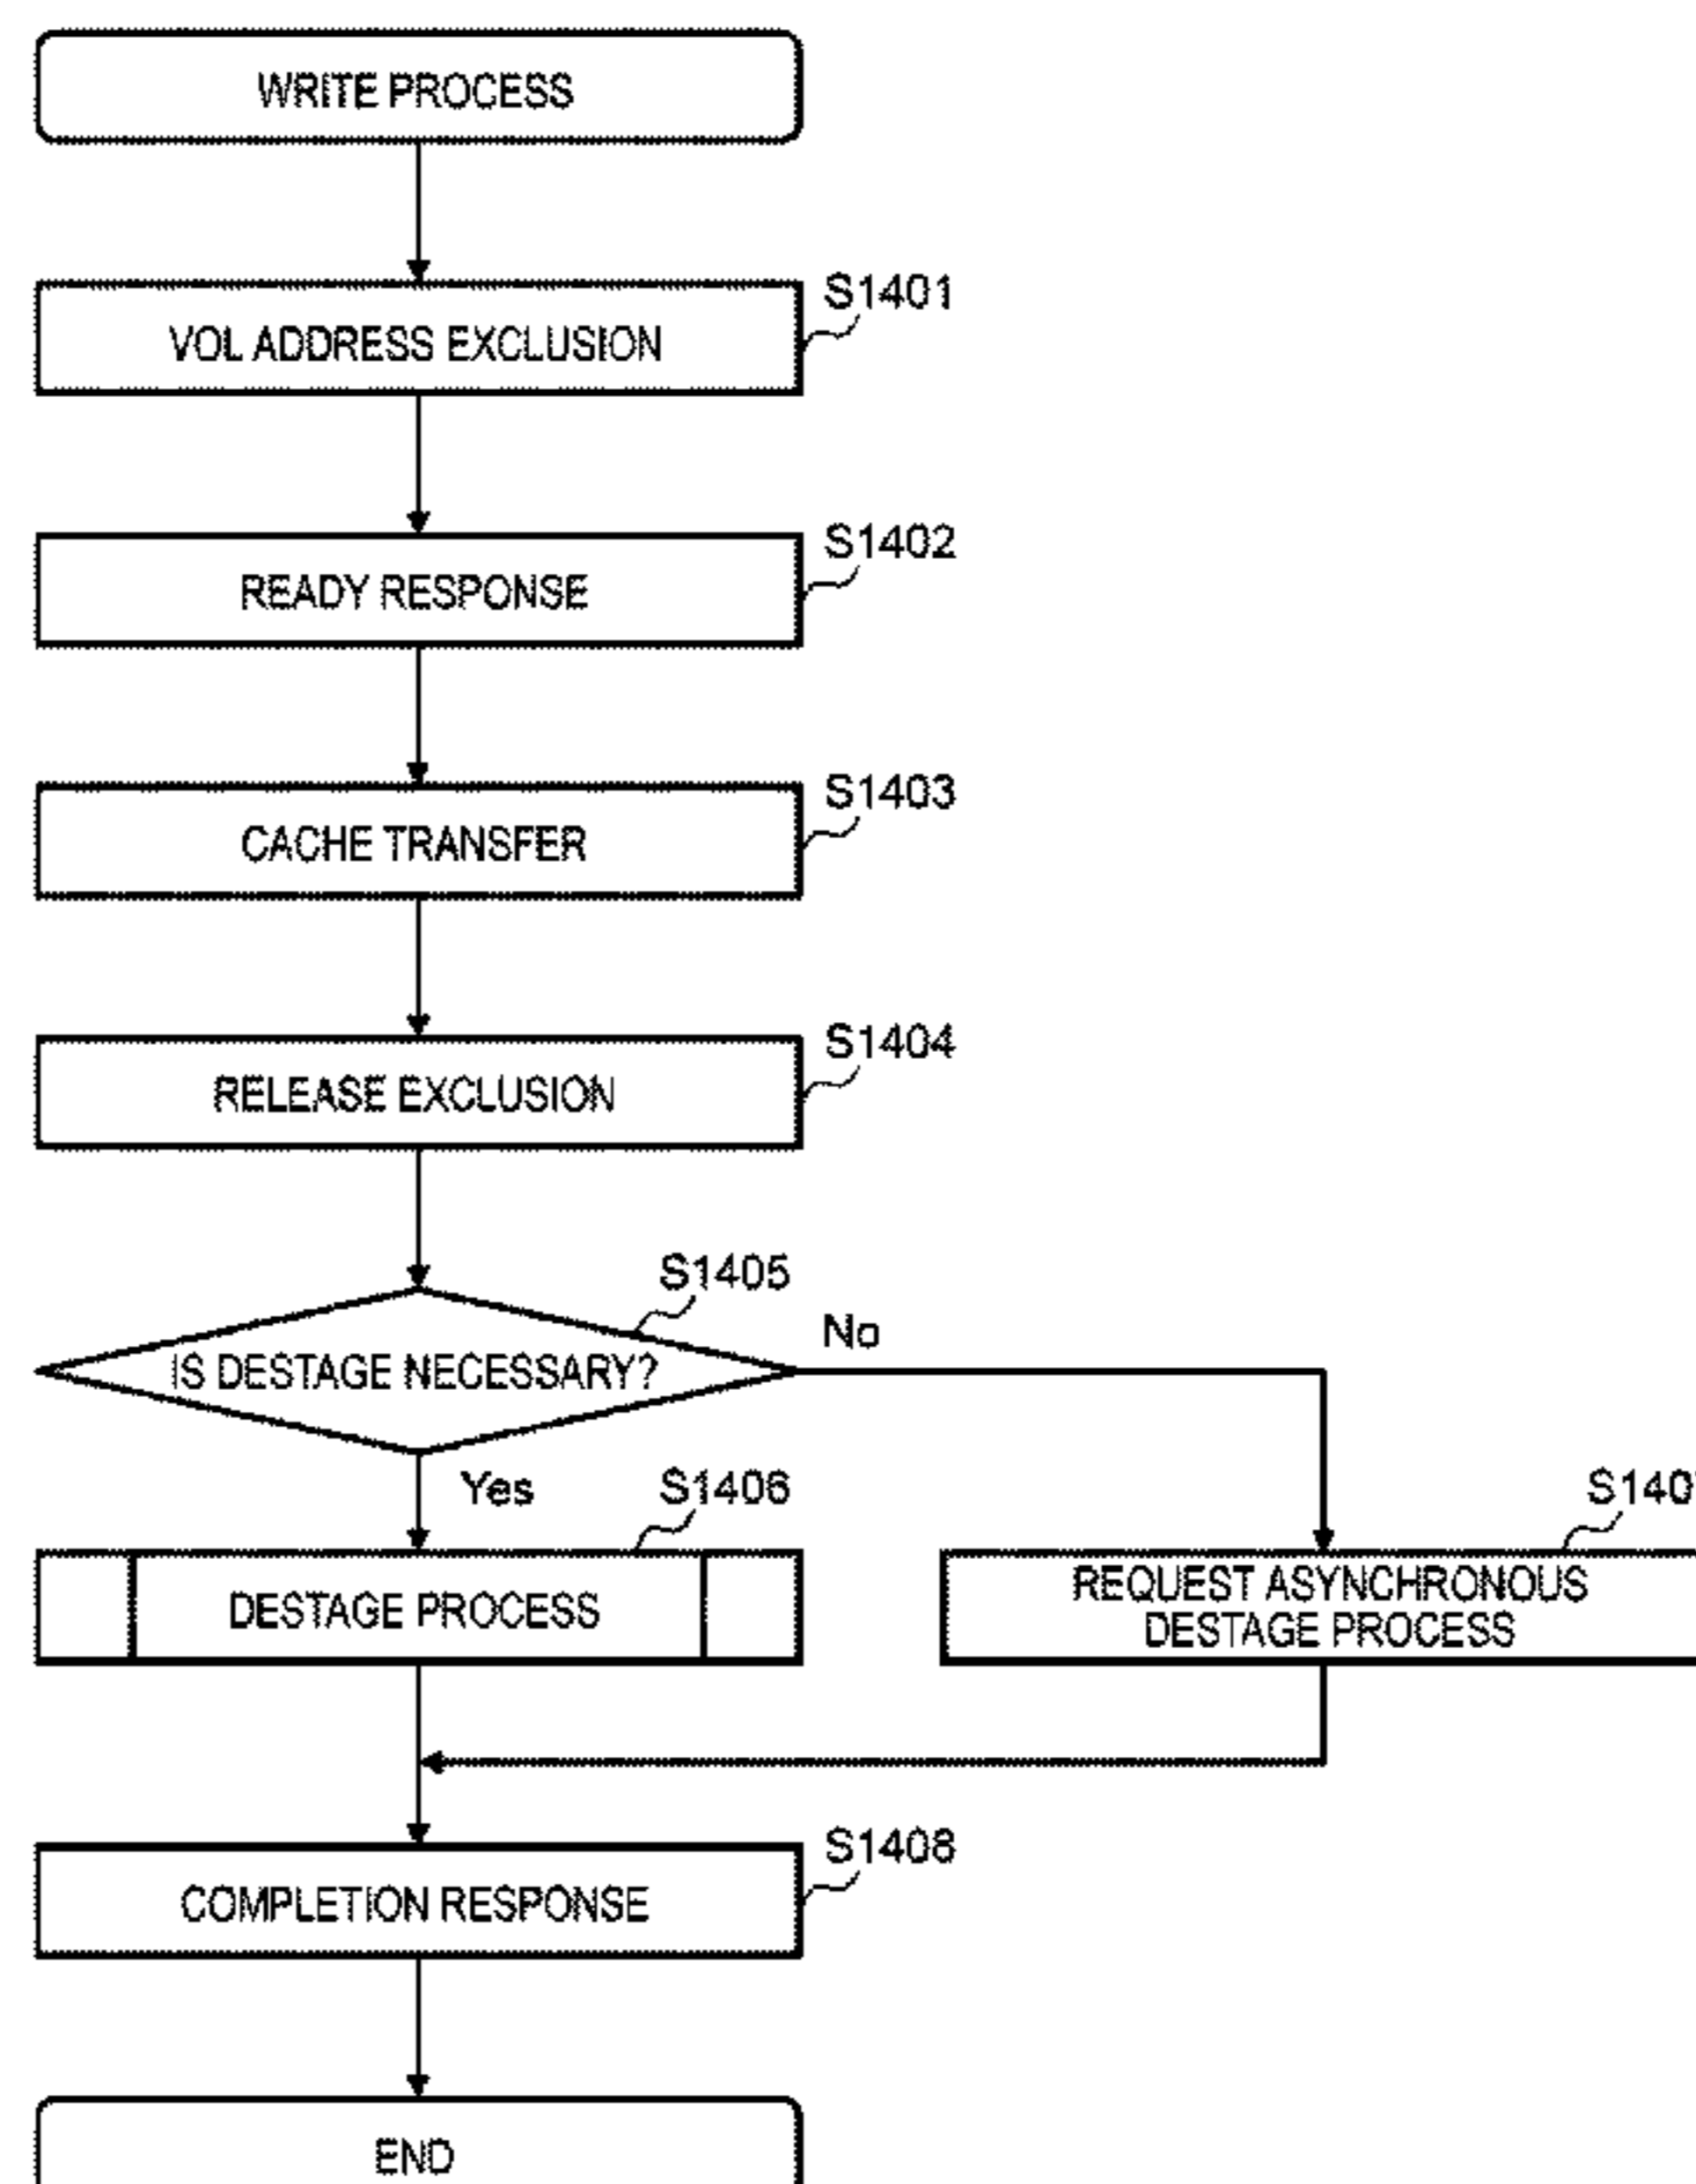 WRITE PROCESS
S1401
VOL ADDRESS EXCLUSION
S1402
READY RESPONSE
S1403
CACHE TRANSFER
S1404
RELEASE EXCLUSION
S1405
No
IS DESTAGE NECESSARY?
Yes
S1406
DESTAGE PROCESS
REQUEST ASYNCHRONOUS
DESTAGE PROCESS
S1408
COMPLETION RESPONSE
END